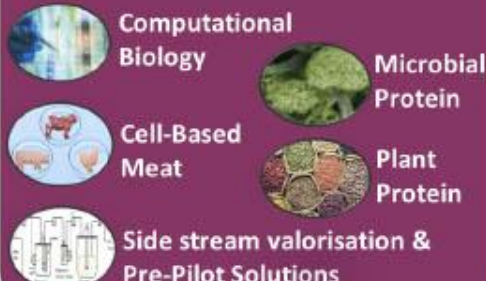 Computational
Biology
Microbial
Protein
Cell-Based
Meat
Plant
Protein
Side stream valorisation &
Pre-Pilot Solutions